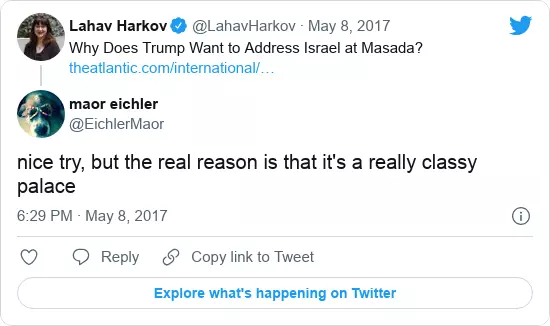 Lahav Harkov @LahavHarkov · May 8, 2017
Why Does Trump Want to Address Israel at Masada?
theatlantic.com/international/…
maor eichler
@EichlerMaor
nice try, but the real reason is that it's a really classy
palace
6:29 PM · May 8, 2017
Reply Copy link to Tweet
Explore what's happening on Twitter